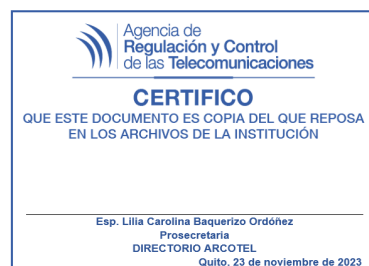 Agencia de
Regulación y Control
de las Telecomunicaciones
CERTIFICO
QUE ESTE DOCUMENTO ES COPIA DEL QUE REPOSA
EN LOS ARCHIVOS DE LA INSTITUCIÓN
Esp. Lilia Carolina Baquerizo Ordóñez
Prosecretaria
DIRECTORIO ARCOTEL
Quito, 23 de noviembre de 2023